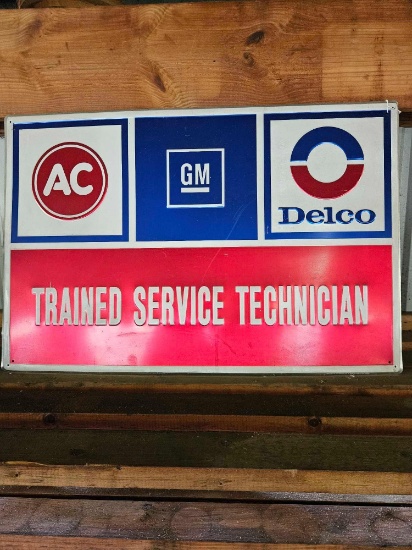 AC
GM
Delco
TRAINED SERVICE TECHNICIAN